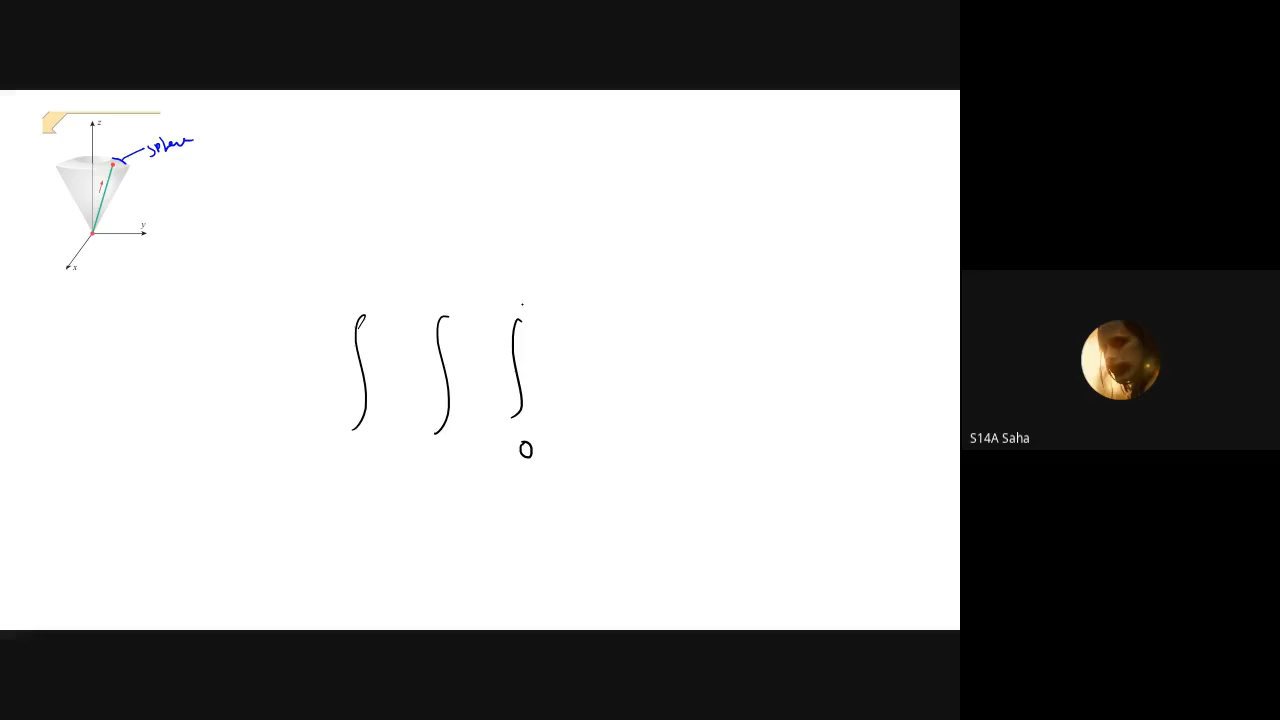 z
sphere
y
x
∫ ∫ ∫
0
S14A Saha